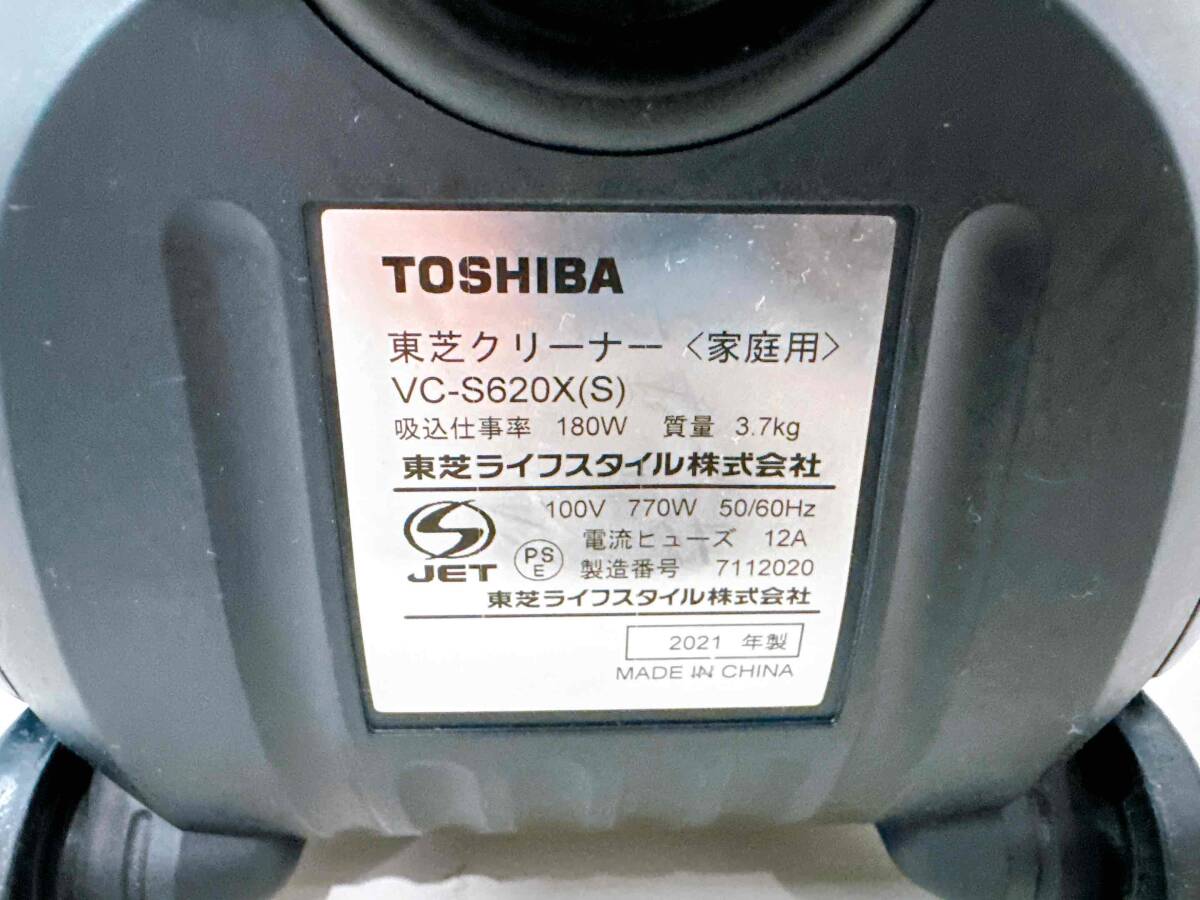 TOSHIBA
東芝クリーナー〈家庭用〉
VC-S620X(S)
吸込仕事率 180W 質量 3.7kg
東芝ライフスタイル株式会社
100V 770W 50/60Hz
電流ヒューズ 12A
JET
PS
E
製造番号 7112020
東芝ライフスタイル株式会社
2021 年製
MADE IN CHINA